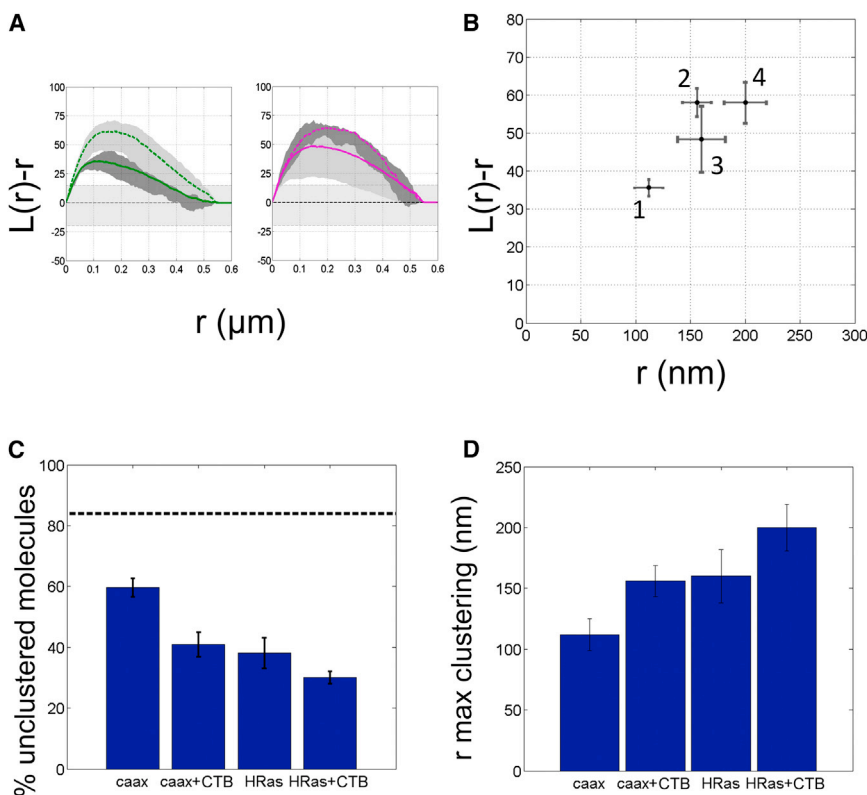 A
100
75
50
25
0
-25
-50
0 0.1 0.2 0.3 0.4 0.5 0.6
L(r)-r
100
75
50
25
0
-25
-50
0 0.1 0.2 0.3 0.4 0.5 0.6
r (µm)
B
80
70
60
50
40
30
20
10
0
0 50 100 150 200 250 300
L(r)-r
r (nm)
1
2
3
4
C
100
80
60
40
20
0
% unclustered molecules
caax caax+CTB HRas HRas+CTB
D
250
200
150
100
50
0
r max clustering (nm)
caax caax+CTB HRas HRas+CTB